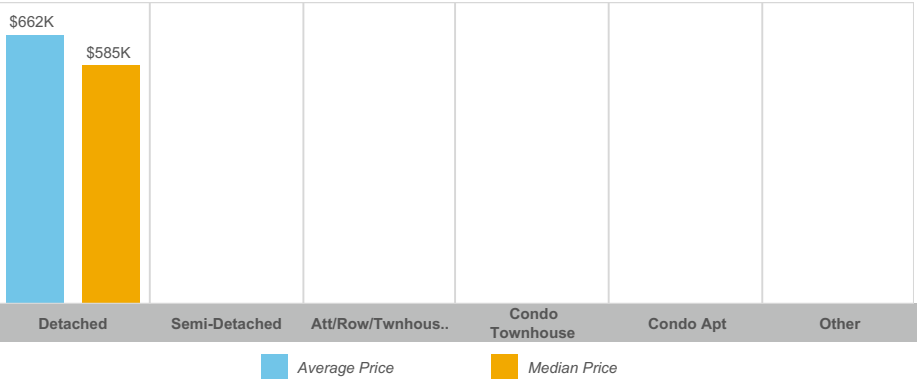 $662K
$585K
Detached
Semi-Detached
Att/Row/Twnhous..
Condo
Townhouse
Condo Apt
Other
Average Price
Median Price